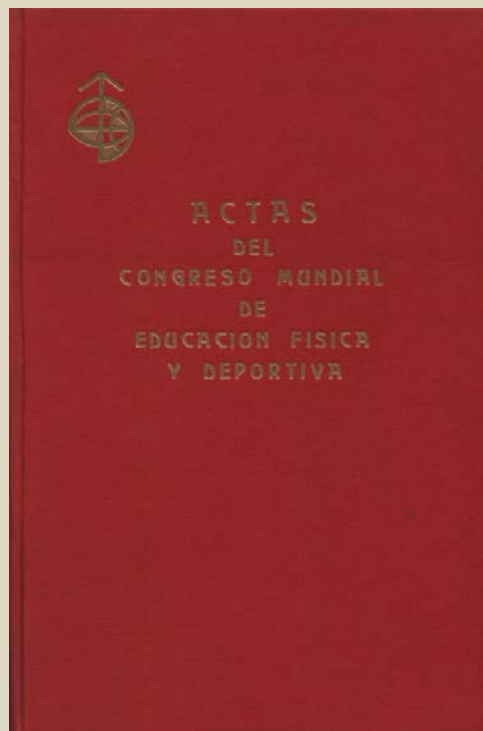 ACTAS
DEL
CONGRESO MUNDIAL
DE
EDUCACION FISICA
Y DEPORTIVA